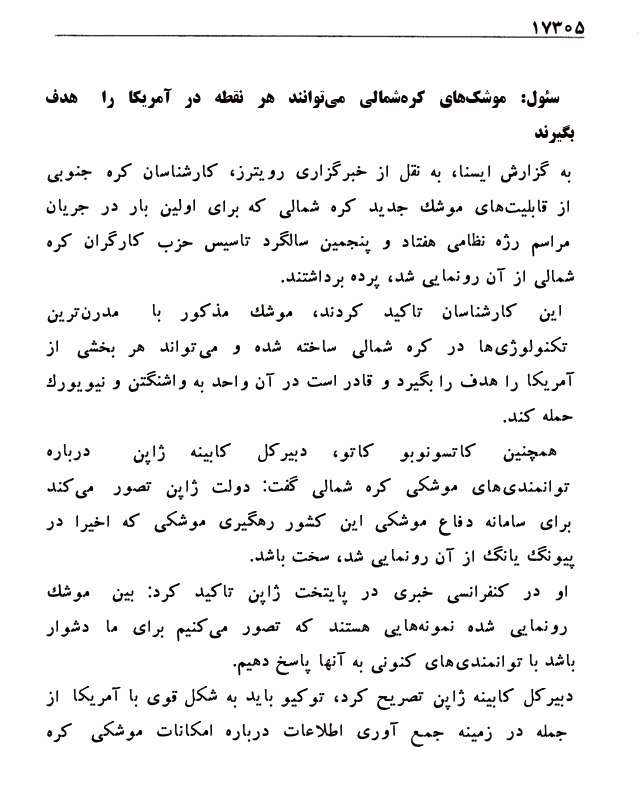 ۱۷۳۰۵
سئول: موشک‌های کره‌شمالی می‌توانند هر نقطه در آمریکا را هدف
بگیرند
به گزارش ایسنا، به نقل از خبرگزاری رویترز، کارشناسان کره جنوبی
از قابلیت‌های موشک جدید کره شمالی که برای اولین بار در جریان
مراسم رژه نظامی هفتاد و پنجمین سالگرد تاسیس حزب کارگران کره
شمالی از آن رونمایی شد، پرده برداشتند.
این کارشناسان تاکید کردند، موشک مذکور با مدرن‌ترین
تکنولوژی‌ها در کره شمالی ساخته شده و می‌تواند هر بخشی از
آمریکا را هدف را بگیرد و قادر است در آن واحد به واشنگتن و نیویورک
حمله کند.
همچنین کاتسونوبو کاتو، دبیرکل کابینه ژاپن درباره
توانمندی‌های موشکی کره شمالی گفت: دولت ژاپن تصور می‌کند
برای سامانه دفاع موشکی این کشور رهگیری موشکی که اخیرا در
پیونگ یانگ از آن رونمایی شد، سخت باشد.
او در کنفرانسی خبری در پایتخت ژاپن تاکید کرد: بین موشک
رونمایی شده نمونه‌هایی هستند که تصور می‌کنیم برای ما دشوار
باشد با توانمندی‌های کنونی به آنها پاسخ دهیم.
دبیرکل کابینه ژاپن تصریح کرد، توکیو باید به شکل قوی با آمریکا از
جمله در زمینه جمع آوری اطلاعات درباره امکانات موشکی کره